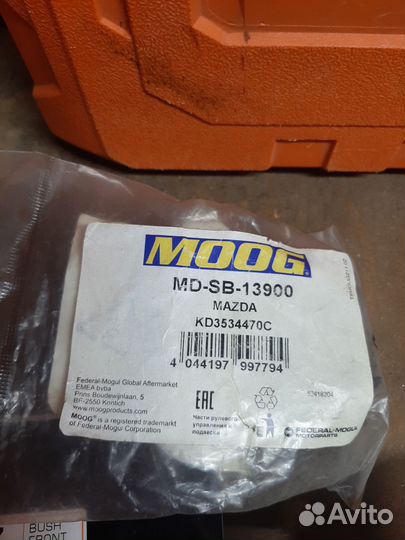 MOOG
MD-SB-13900
MAZDA
KD3534470C
4 044197 997794
Federal-Mogul Global Aftermarket
EMEA bvba
Prins Boudewijnlaan, 5
BF-2550 Kontich
www.moogproducts.com
MOOG® is a registered trademark
of Federal-Mogul Corporation
EAC
Части рулевого
управления и
подвески
52418204
FEDERAL-MOGUL
MOTORPARTS
BUSH
FRONT
Avito